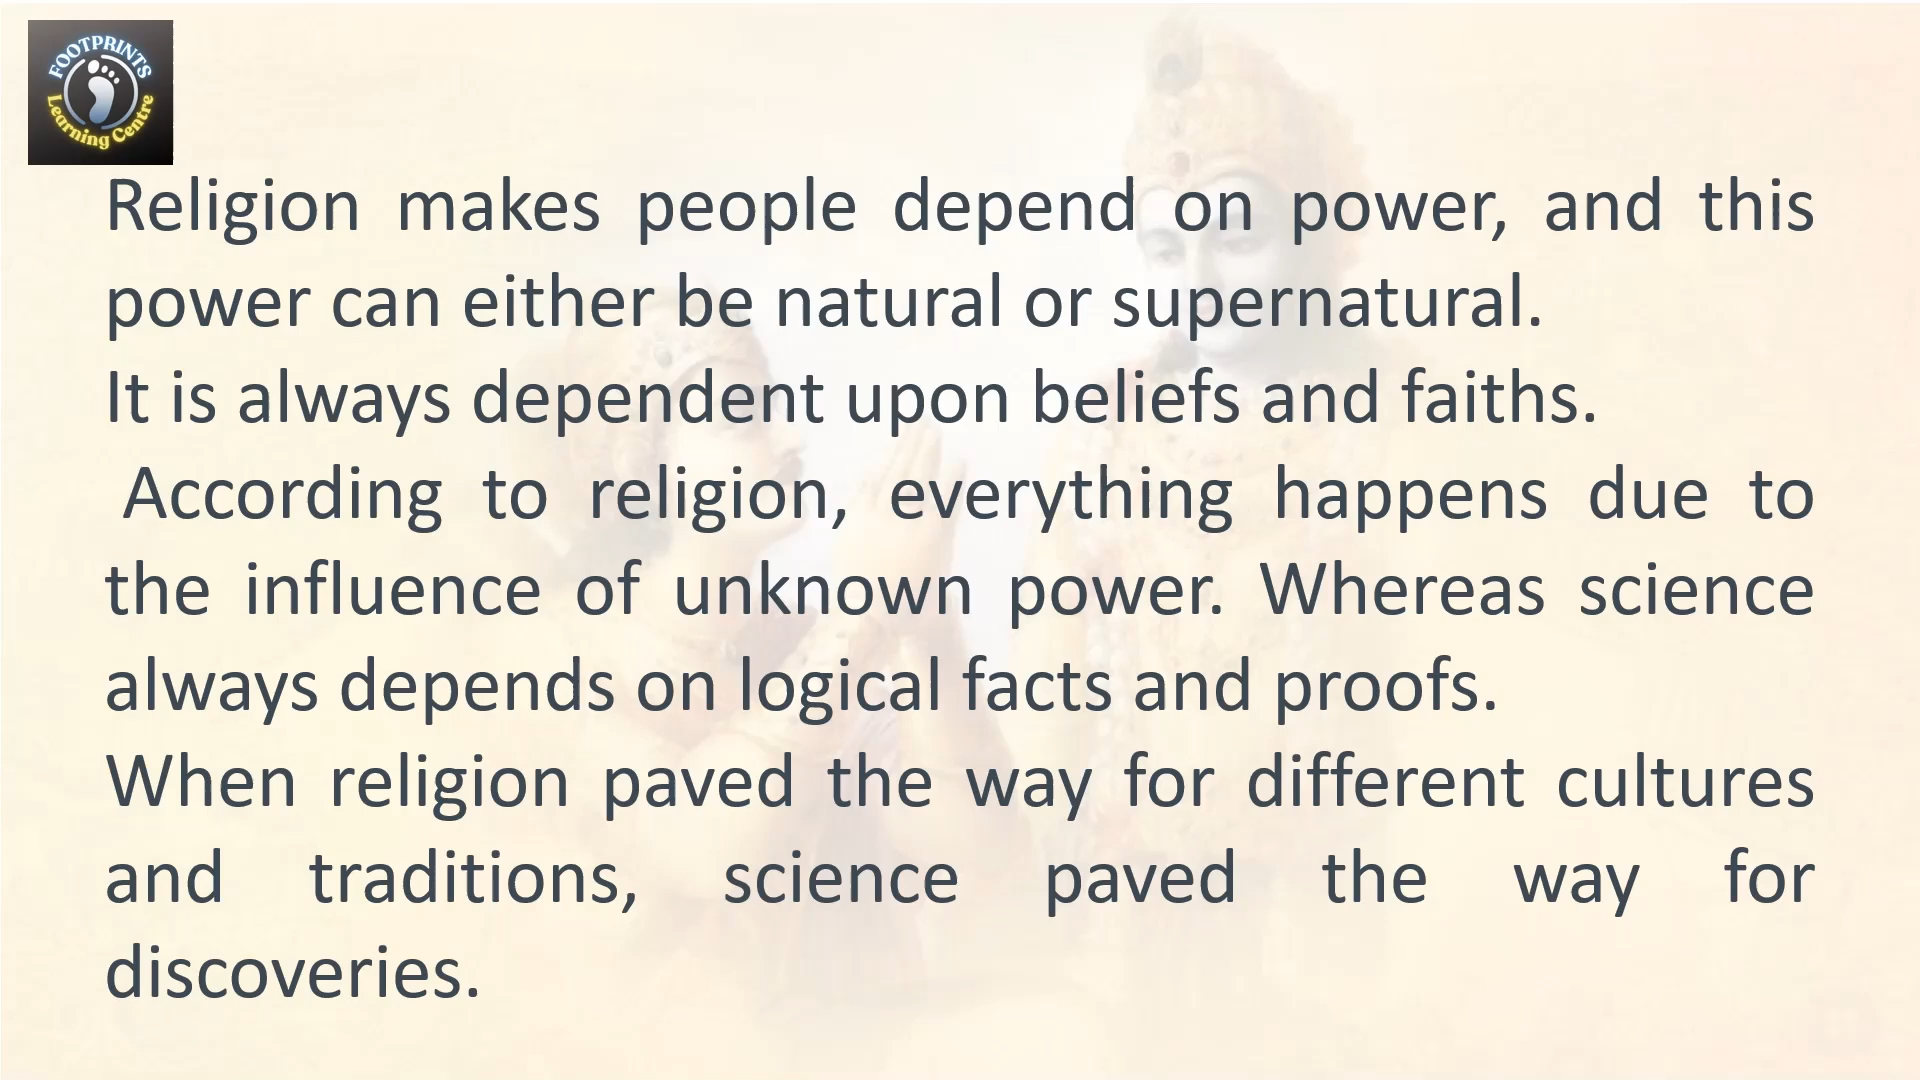 FOOTPRINTS
Learning Centre
Religion makes people depend on power, and this
power can either be natural or supernatural.
It is always dependent upon beliefs and faiths.
According to religion, everything happens due to
the influence of unknown power. Whereas science
always depends on logical facts and proofs.
When religion paved the way for different cultures
and traditions, science paved the way for
discoveries.